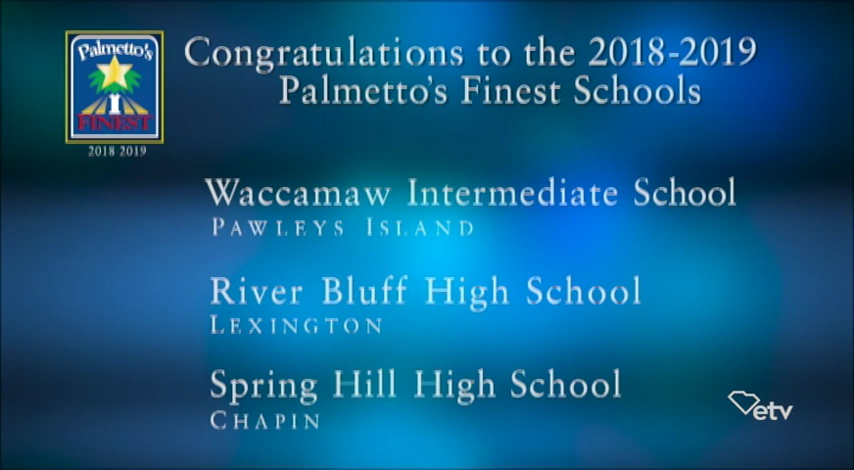 Palmetto's
FINEST
2018-2019
Congratulations to the 2018-2019
Palmetto's Finest Schools
Waccamaw Intermediate School
PAWLEYS ISLAND
River Bluff High School
LEXINGTON
Spring Hill High School
CHAPIN
etv